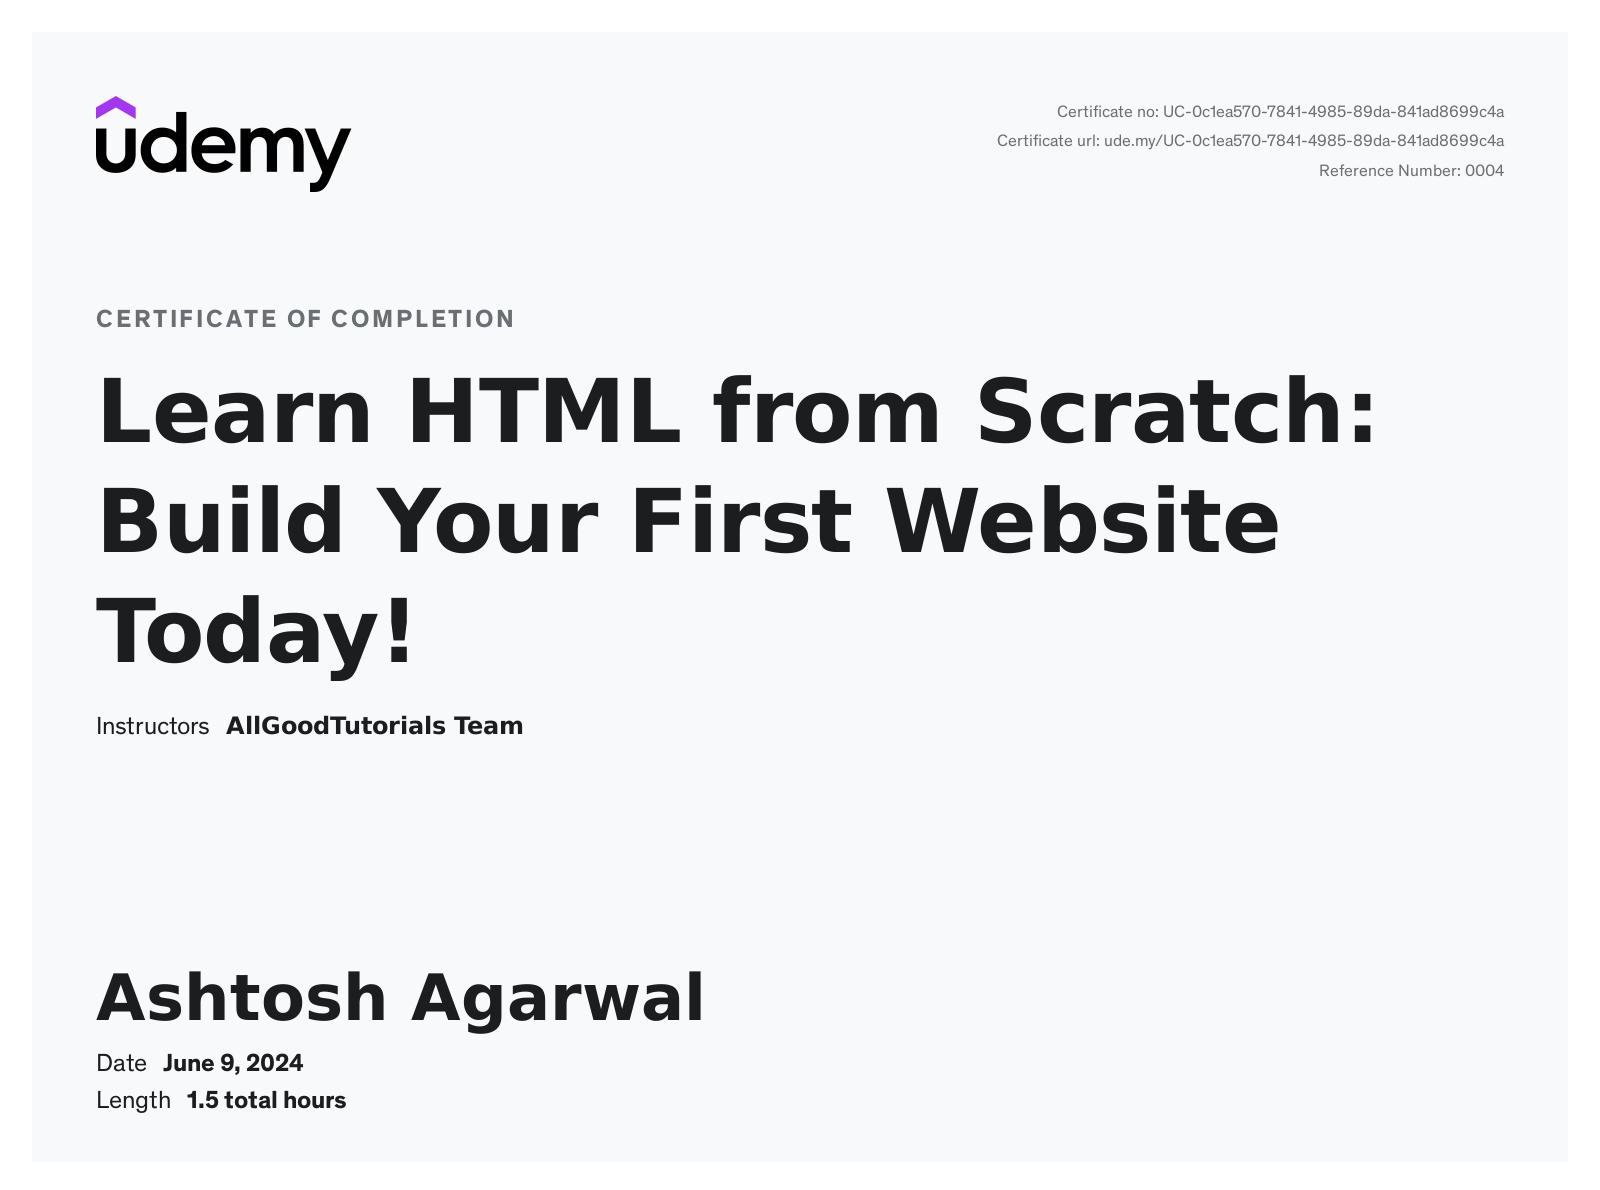 udemy
Certificate no: UC-0c1ea570-7841-4985-89da-841ad8699c4a
Certificate url: ude.my/UC-0c1ea570-7841-4985-89da-841ad8699c4a
Reference Number: 0004
CERTIFICATE OF COMPLETION
Learn HTML from Scratch:
Build Your First Website
Today!
Instructors AllGoodTutorials Team
Ashtosh Agarwal
Date June 9, 2024
Length 1.5 total hours